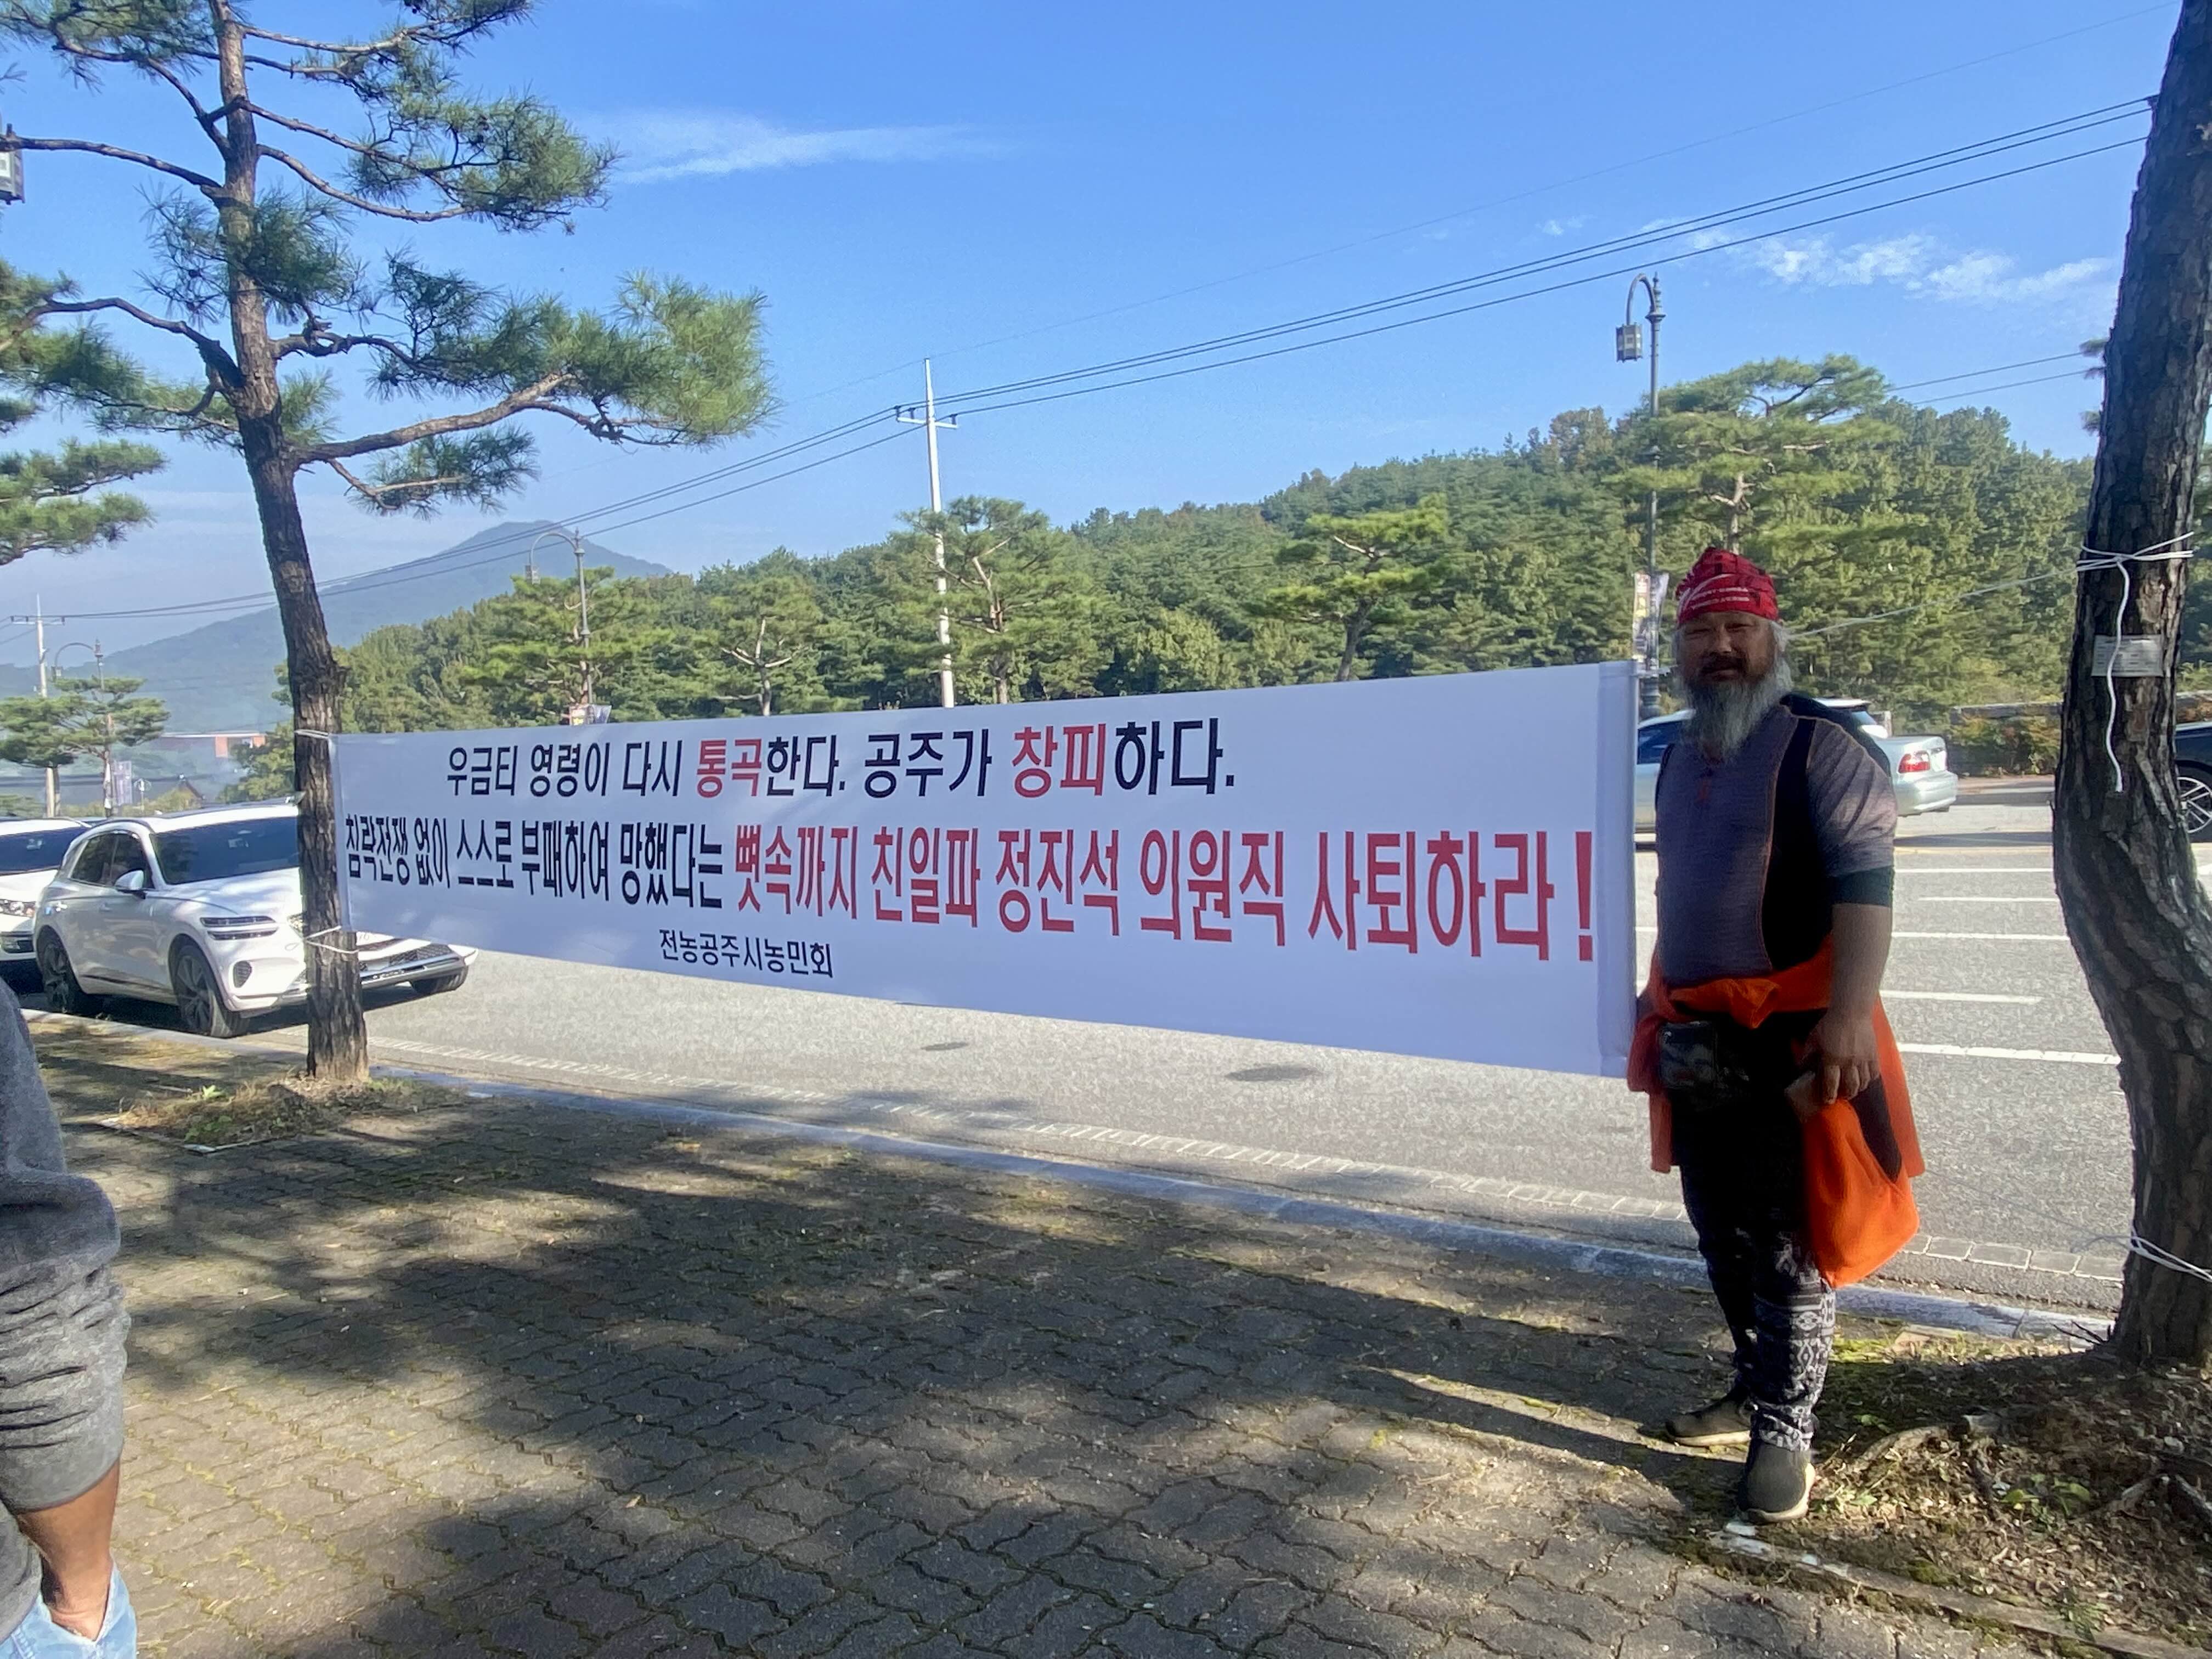 우금티 영령이 다시 통곡한다. 공주가 창피하다.
침략전쟁 없이 스스로 부패하여 망했다는 뼛속까지 친일파 정진석 의원직 사퇴하라!
전농공주시농민회